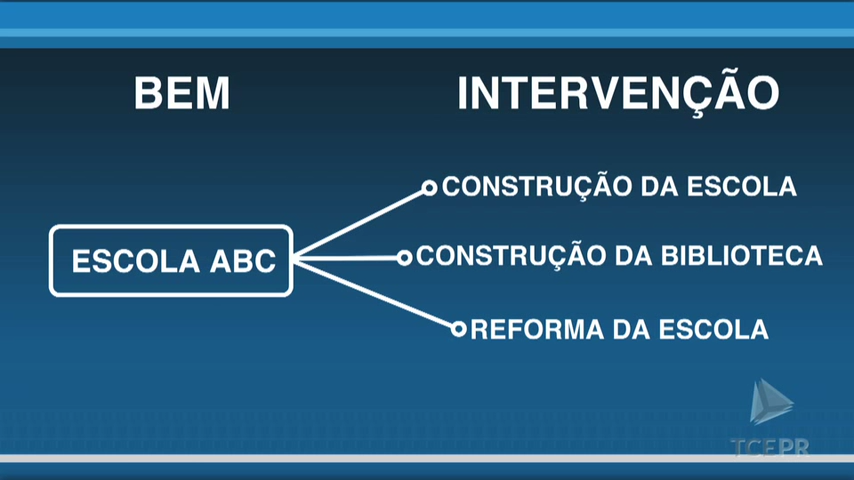 BEM
INTERVENÇÃO
CONSTRUÇÃO DA ESCOLA
ESCOLA ABC
CONSTRUÇÃO DA BIBLIOTECA
REFORMA DA ESCOLA
TCEPR